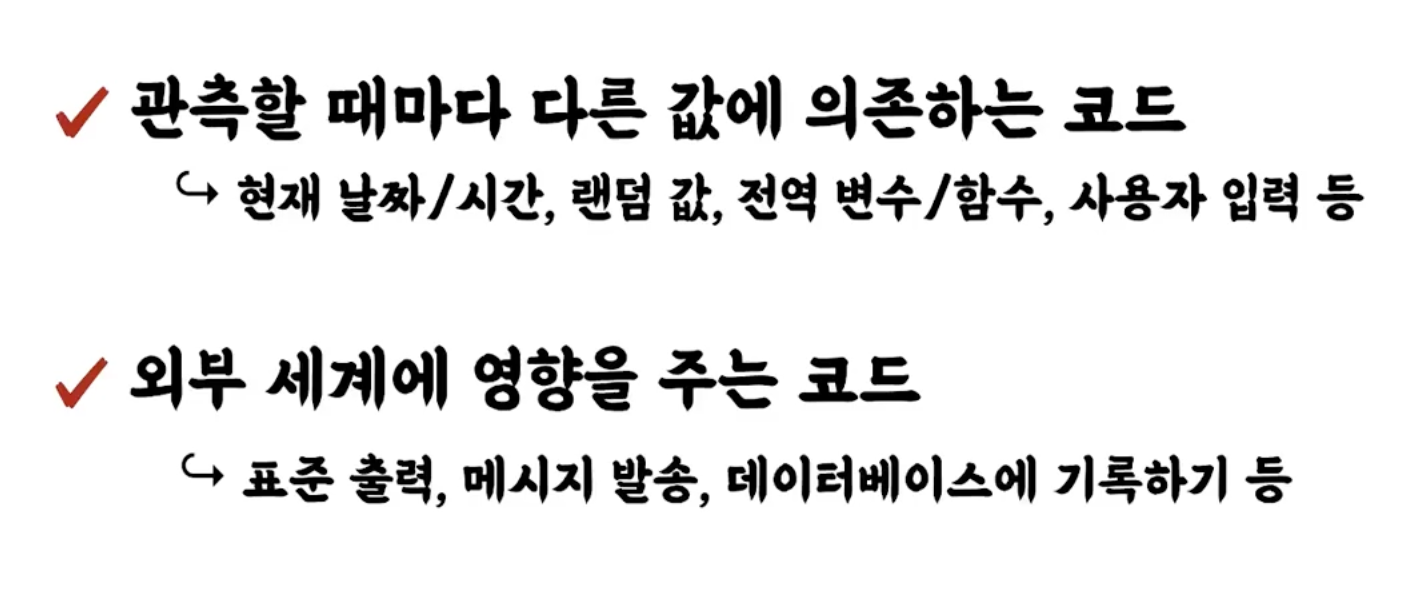 ✓ 관측할 때마다 다른 값에 의존하는 코드
↪ 현재 날짜/시간, 랜덤 값, 전역 변수/함수, 사용자 입력 등
✓ 외부 세계에 영향을 주는 코드
↪ 표준 출력, 메시지 발송, 데이터베이스에 기록하기 등